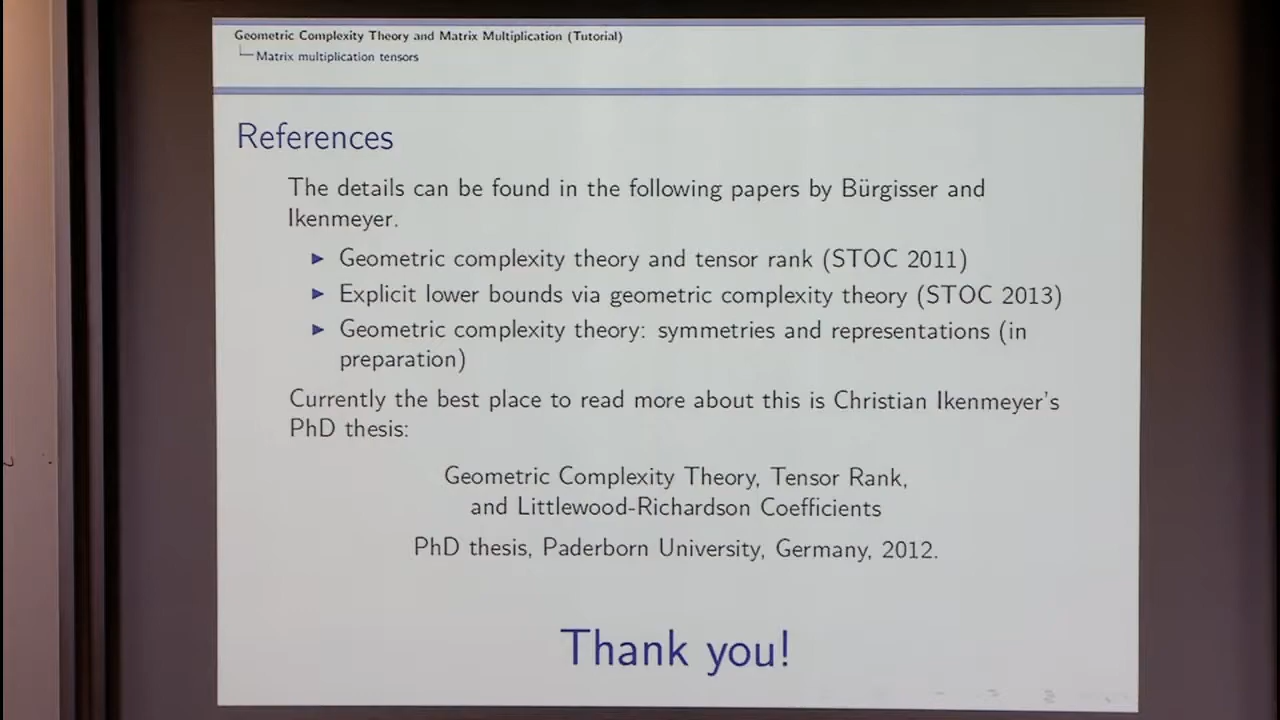 Geometric Complexity Theory and Matrix Multiplication (Tutorial)
Matrix multiplication tensors
References
The details can be found in the following papers by Bürgisser and
Ikenmeyer.
Geometric complexity theory and tensor rank (STOC 2011)
Explicit lower bounds via geometric complexity theory (STOC 2013)
Geometric complexity theory: symmetries and representations (in
preparation)
Currently the best place to read more about this is Christian Ikenmeyer's
PhD thesis:
Geometric Complexity Theory, Tensor Rank,
and Littlewood-Richardson Coefficients
PhD thesis, Paderborn University, Germany, 2012.
Thank you!